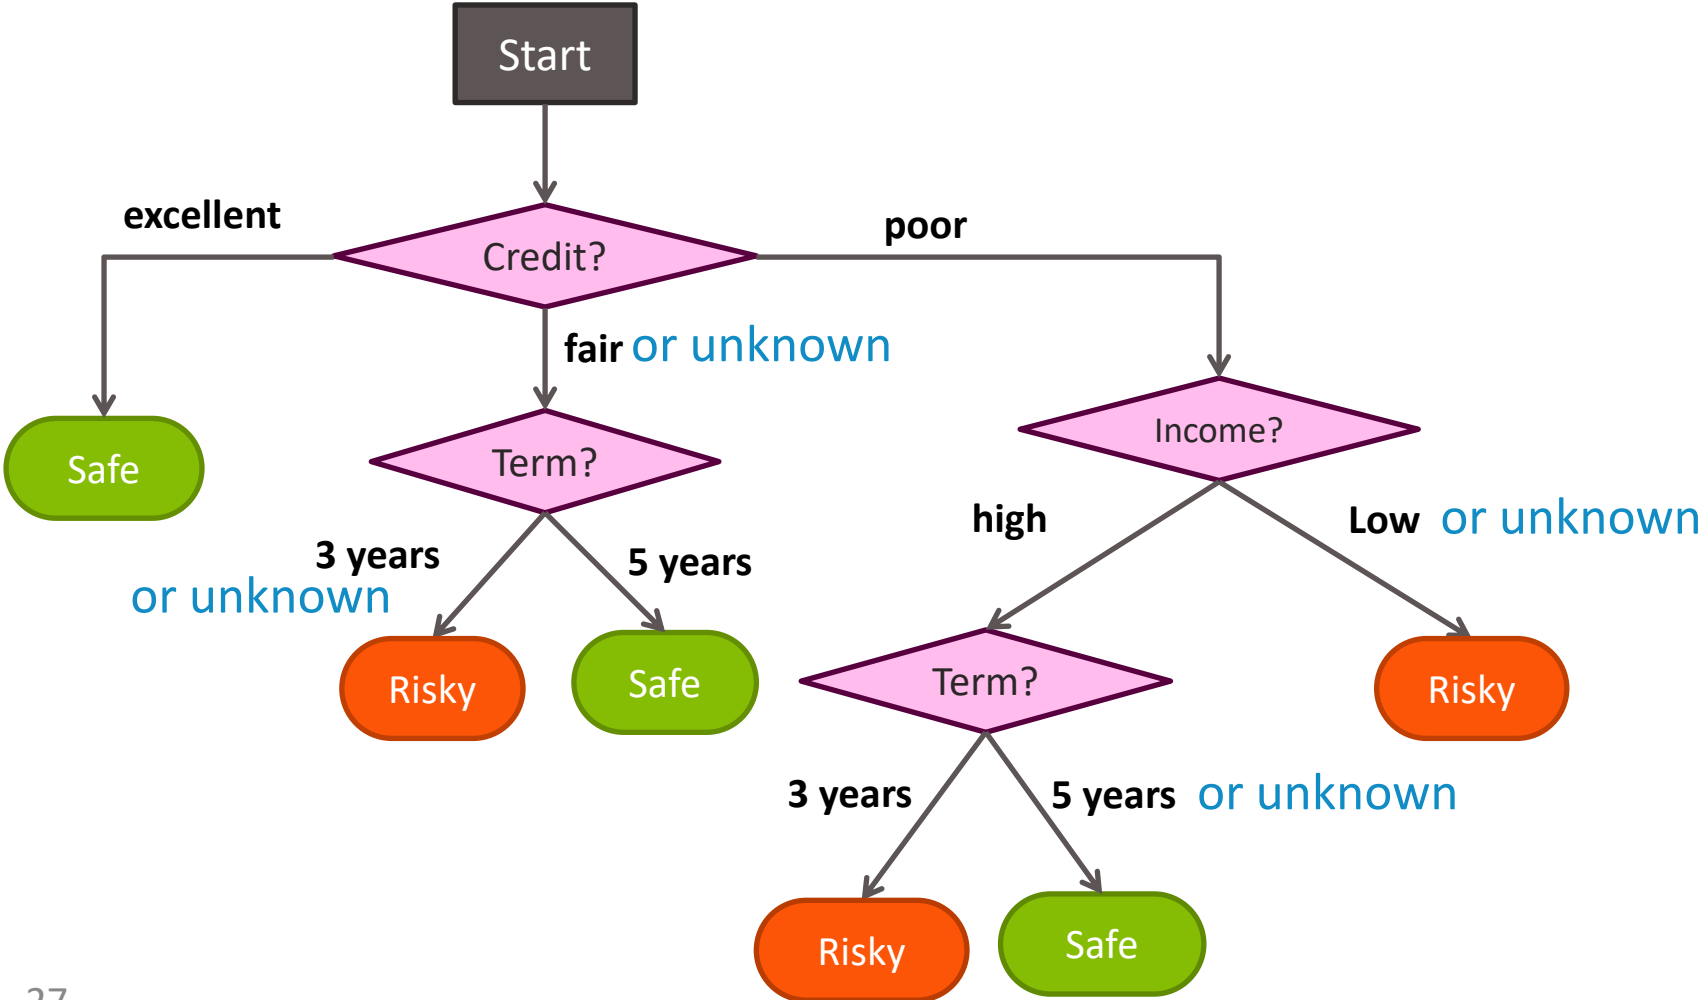 Start
excellent
Credit?
poor
fair or unknown
Safe
Term?
Income?
3 years
or unknown
5 years
high
Low or unknown
Risky
Safe
Term?
Risky
3 years
5 years or unknown
Risky
Safe
27